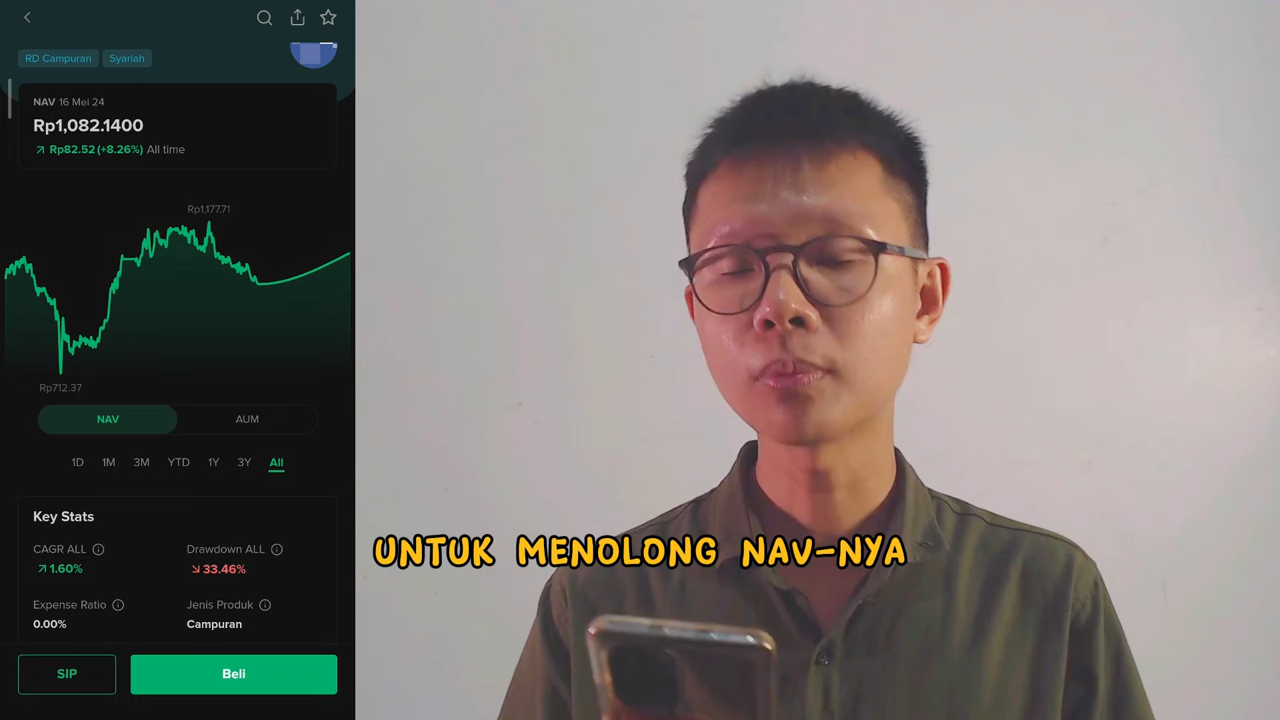 RD Campuran Syariah
NAV 16 Mei 24
Rp1,082.1400
Rp82.52 (+8.26%) All time
Rp1,177.71
Rp712.37
NAV AUM
1D 1M 3M YTD 1Y 3Y All
Key Stats
CAGR ALL Drawdown ALL
1.60% 33.46%
Expense Ratio Jenis Produk
0.00% Campuran
SIP Beli
UNTUK MENOLONG NAV-NYA